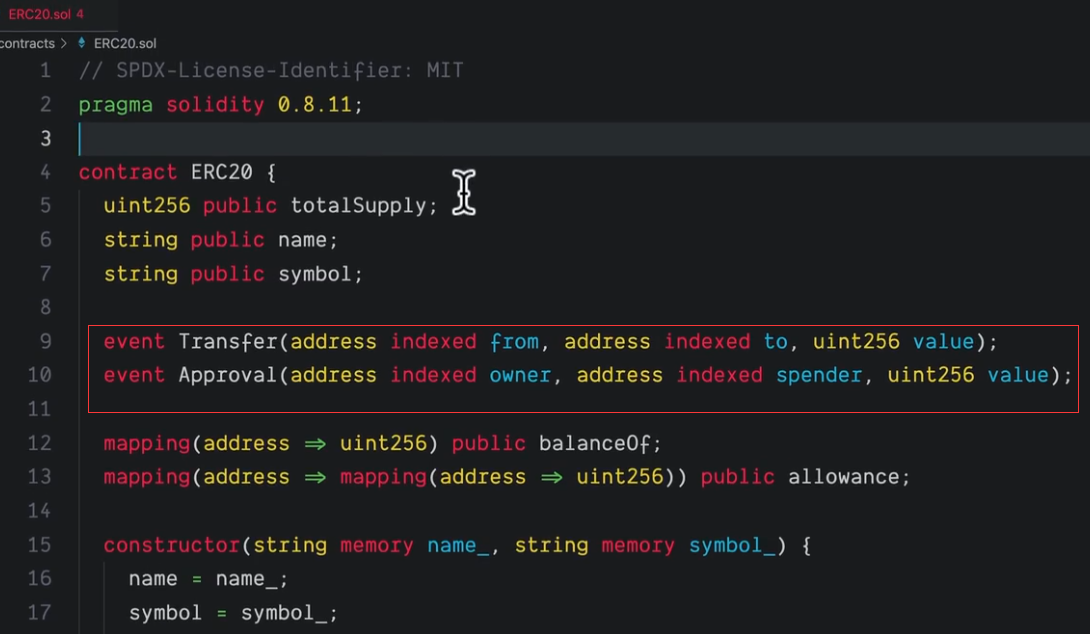 ERC20.sol 4
contracts > ERC20.sol
1 // SPDX-License-Identifier: MIT
2 pragma solidity 0.8.11;
3
4 contract ERC20 {
5 uint256 public totalSupply;
6 string public name;
7 string public symbol;
8
9 event Transfer(address indexed from, address indexed to, uint256 value);
10 event Approval(address indexed owner, address indexed spender, uint256 value);
11
12 mapping(address => uint256) public balanceOf;
13 mapping(address => mapping(address => uint256)) public allowance;
14
15 constructor(string memory name_, string memory symbol_) {
16 name = name_;
17 symbol = symbol_;